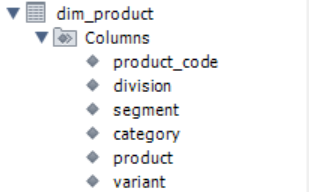 dim_product
Columns
product_code
division
segment
category
product
variant